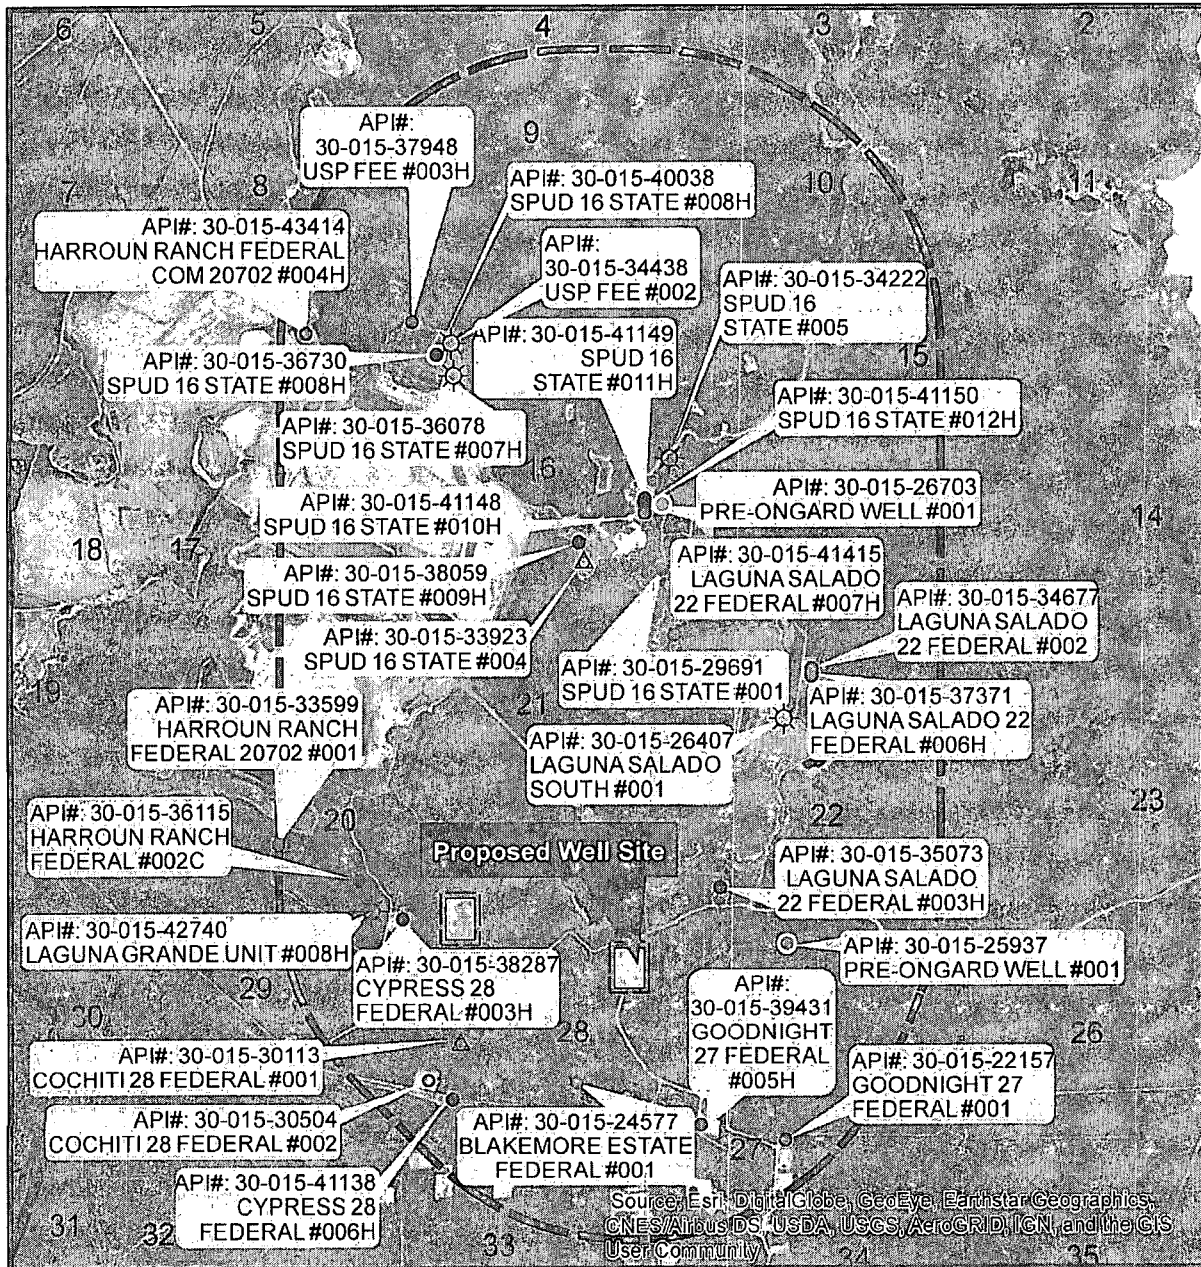 6
5
4
3
2
API#:
30-015-37948
USP FEE #003H
9
API#: 30-015-40038
SPUD 16 STATE #008H
7
8
10
11
API#: 30-015-43414
HARROUN RANCH FEDERAL
COM 20702 #004H
API#:
30-015-34438
USP FEE #002
API#: 30-015-34222
SPUD 16
STATE #005
API#: 30-015-36730
SPUD 16 STATE #008H
API#: 30-015-41149
SPUD 16
STATE #011H
15
API#: 30-015-41150
SPUD 16 STATE #012H
API#: 30-015-36078
SPUD 16 STATE #007H
16
API#: 30-015-41148
SPUD 16 STATE #010H
API#: 30-015-26703
PRE-ONGARD WELL #001
14
18
17
API#: 30-015-38059
SPUD 16 STATE #009H
API#: 30-015-41415
LAGUNA SALADO
22 FEDERAL #007H
API#: 30-015-34677
LAGUNA SALADO
22 FEDERAL #002
API#: 30-015-33923
SPUD 16 STATE #004
API#: 30-015-29691
SPUD 16 STATE #001
19
21
API#: 30-015-33599
HARROUN RANCH
FEDERAL 20702 #001
API#: 30-015-37371
LAGUNA SALADO 22
FEDERAL #006H
API#: 30-015-26407
LAGUNA SALADO
SOUTH #001
API#: 30-015-36115
HARROUN RANCH
FEDERAL #002C
20
22
23
Proposed Well Site
API#: 30-015-35073
LAGUNA SALADO
22 FEDERAL #003H
API#: 30-015-42740
LAGUNA GRANDE UNIT #008H
API#: 30-015-38287
CYPRESS 28
FEDERAL #003H
API#: 30-015-25937
PRE-ONGARD WELL #001
29
30
28
26
API#:
30-015-39431
GOODNIGHT
27 FEDERAL
#005H
API#: 30-015-30113
COCHITI 28 FEDERAL #001
API#: 30-015-22157
GOODNIGHT 27
FEDERAL #001
API#: 30-015-30504
COCHITI 28 FEDERAL #002
API#: 30-015-24577
BLAKEMORE ESTATE
FEDERAL #001
27
API#: 30-015-41138
CYPRESS 28
FEDERAL #006H
31
32
33
34
35
Source: Esri, DigitalGlobe, GeoEye, Earthstar Geographics,
CNES/Airbus DS, USDA, USGS, AeroGRID, IGN, and the GIS
User Community